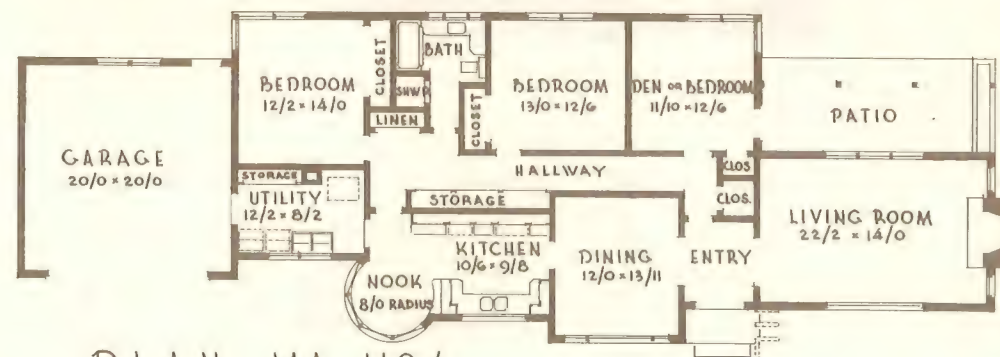 BEDROOM
12/2 × 14/0
CLOSET
BATH
SHWR
LINEN
CLOSET
BEDROOM
13/0 × 12/6
DEN OR BEDROOM
11/10 × 12/6
PATIO
GARAGE
20/0 × 20/0
STORAGE
UTILITY
12/2 × 8/2
HALLWAY
STORAGE
CLOS
CLOS.
LIVING ROOM
22/2 × 14/0
KITCHEN
10/6 × 9/8
DINING
12/0 × 13/11
ENTRY
NOOK
8/0 RADIUS